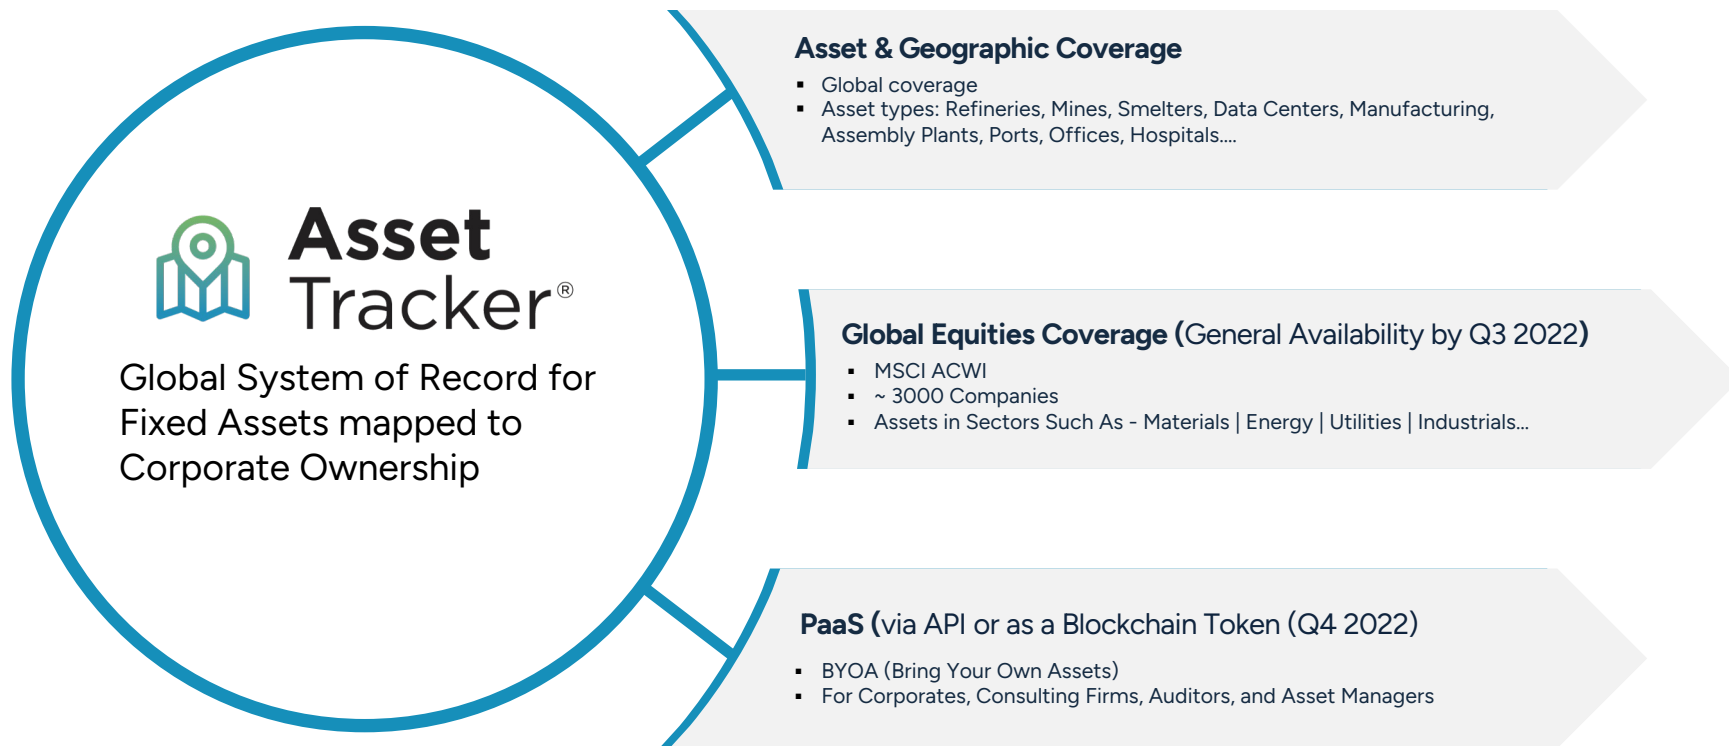 Asset
Tracker®
Global System of Record for
Fixed Assets mapped to
Corporate Ownership
Asset & Geographic Coverage
▪ Global coverage
▪ Asset types: Refineries, Mines, Smelters, Data Centers, Manufacturing,
Assembly Plants, Ports, Offices, Hospitals....
Global Equities Coverage (General Availability by Q3 2022)
▪ MSCI ACWI
▪ ~ 3000 Companies
▪ Assets in Sectors Such As - Materials | Energy | Utilities | Industrials...
PaaS (via API or as a Blockchain Token (Q4 2022)
▪ BYOA (Bring Your Own Assets)
▪ For Corporates, Consulting Firms, Auditors, and Asset Managers